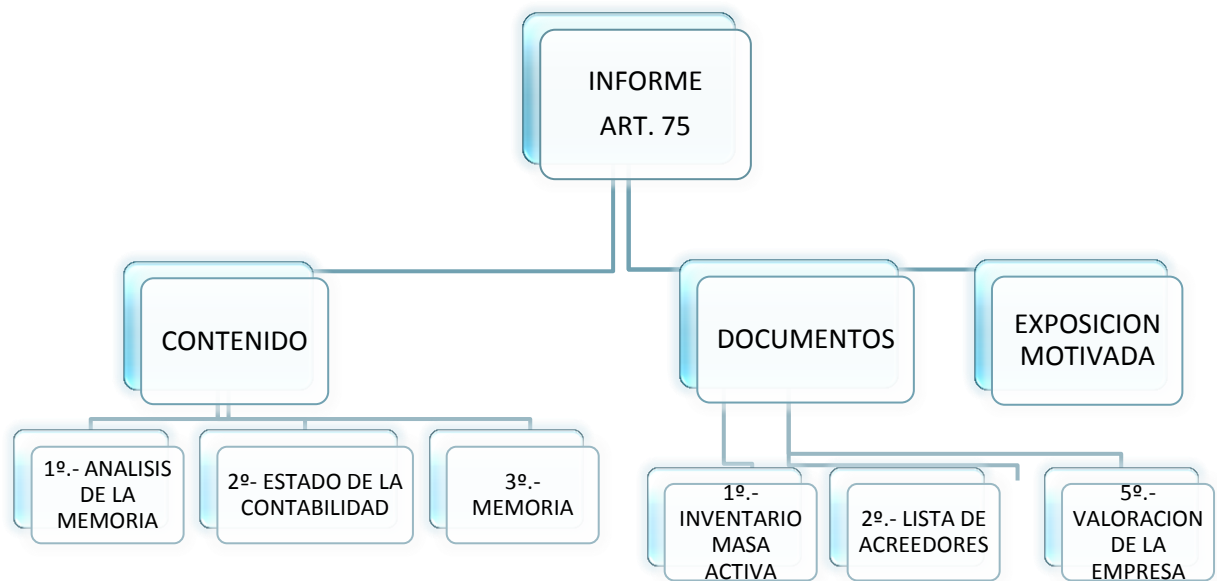 INFORME
ART. 75
CONTENIDO
DOCUMENTOS
EXPOSICION
MOTIVADA
1º.- ANALISIS
DE LA
MEMORIA
2º- ESTADO DE LA
CONTABILIDAD
3º.-
MEMORIA
1º.-
INVENTARIO
MASA
ACTIVA
2º.- LISTA DE
ACREEDORES
5º.-
VALORACION
DE LA
EMPRESA